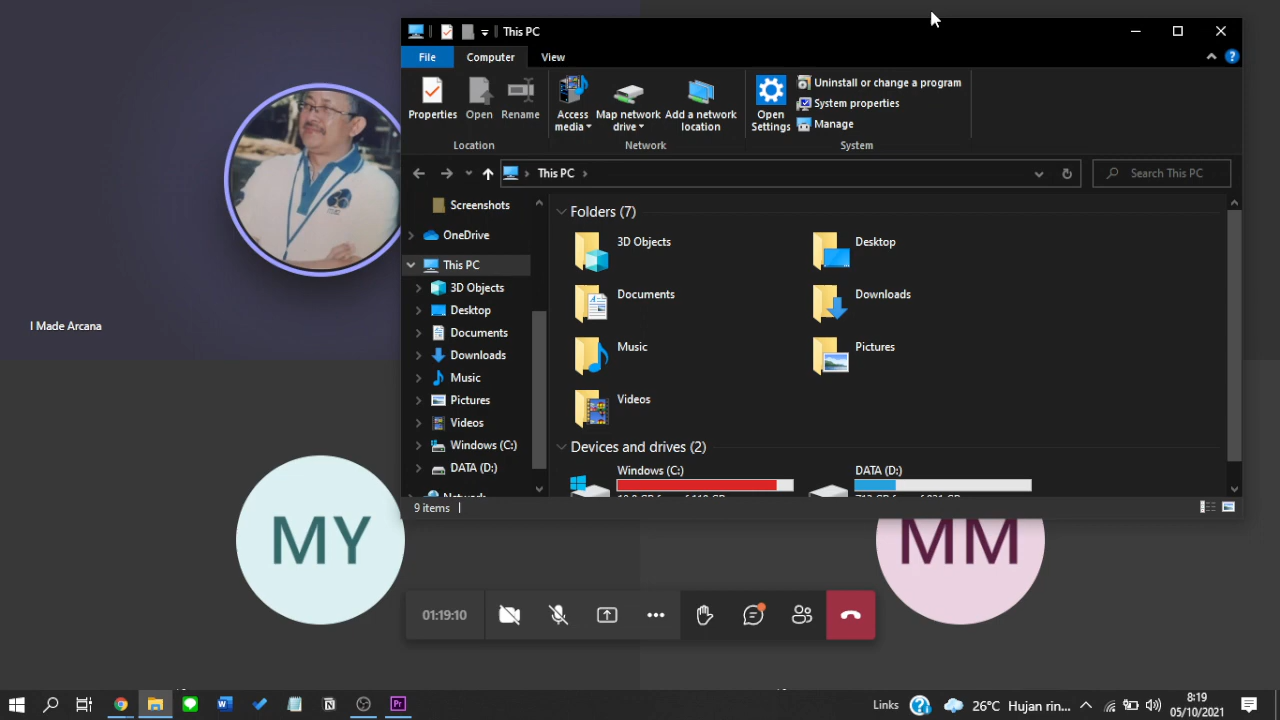 This PC
File
Computer
View
Properties
Open
Rename
Access media
Map network drive
Add a network location
Open Settings
Uninstall or change a program
System properties
Manage
Location
Network
System
This PC
Search This PC
Screenshots
OneDrive
This PC
3D Objects
Desktop
Documents
Downloads
Music
Pictures
Videos
Windows (C:)
DATA (D:)
Network
Folders (7)
3D Objects
Desktop
Documents
Downloads
Music
Pictures
Videos
Devices and drives (2)
Windows (C:)
DATA (D:)
9 items
I Made Arcana
MY
MM
01:19:10
Links
26°C
Hujan rin...
8:19
05/10/2021